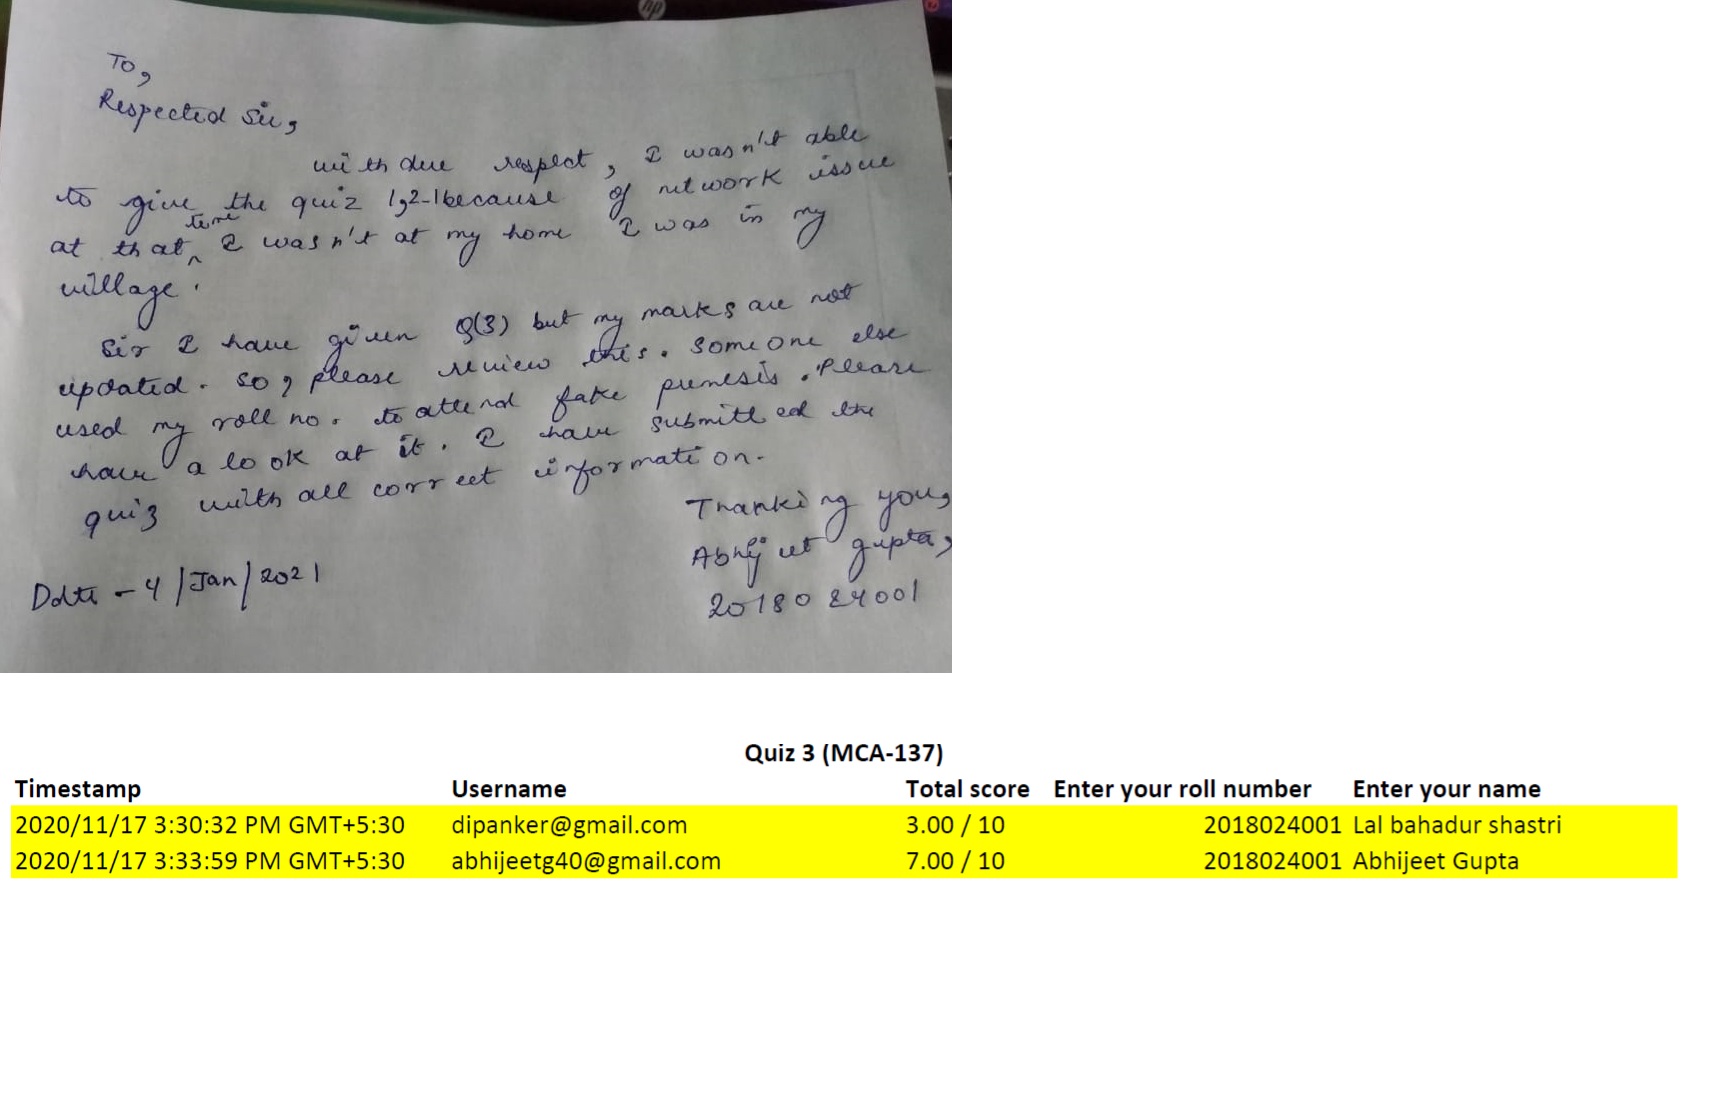 hp
To,
Respected Sir,
with due respect, I wasn't able
to give the quiz 1,2-1 because of network issue
at that time I wasn't at my home I was in my
village.
Sir I have given Q(3) but my marks are not
updated. so, please review this. Someone else
used my roll no. to attend fake premesis. Please
have a look at it. I have submitted the
quiz with all correct information.
Thanking you,
Abhijeet gupta,
Date - 4/Jan/2021
2018024001
Quiz 3 (MCA-137)
Timestamp Username Total score Enter your roll number Enter your name
2020/11/17 3:30:32 PM GMT+5:30 dipanker@gmail.com 3.00 / 10 2018024001 Lal bahadur shastri
2020/11/17 3:33:59 PM GMT+5:30 abhijeetg40@gmail.com 7.00 / 10 2018024001 Abhijeet Gupta